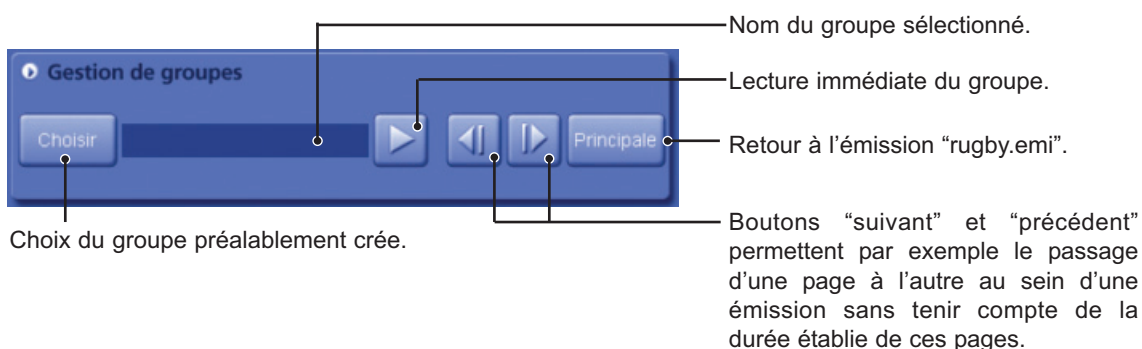 Nom du groupe sélectionné.
Gestion de groupes
Lecture immédiate du groupe.
Choisir
Principale
Retour à l’émission “rugby.emi”.
Choix du groupe préalablement crée.
Boutons “suivant” et “précédent”
permettent par exemple le passage
d’une page à l’autre au sein d’une
émission sans tenir compte de la
durée établie de ces pages.